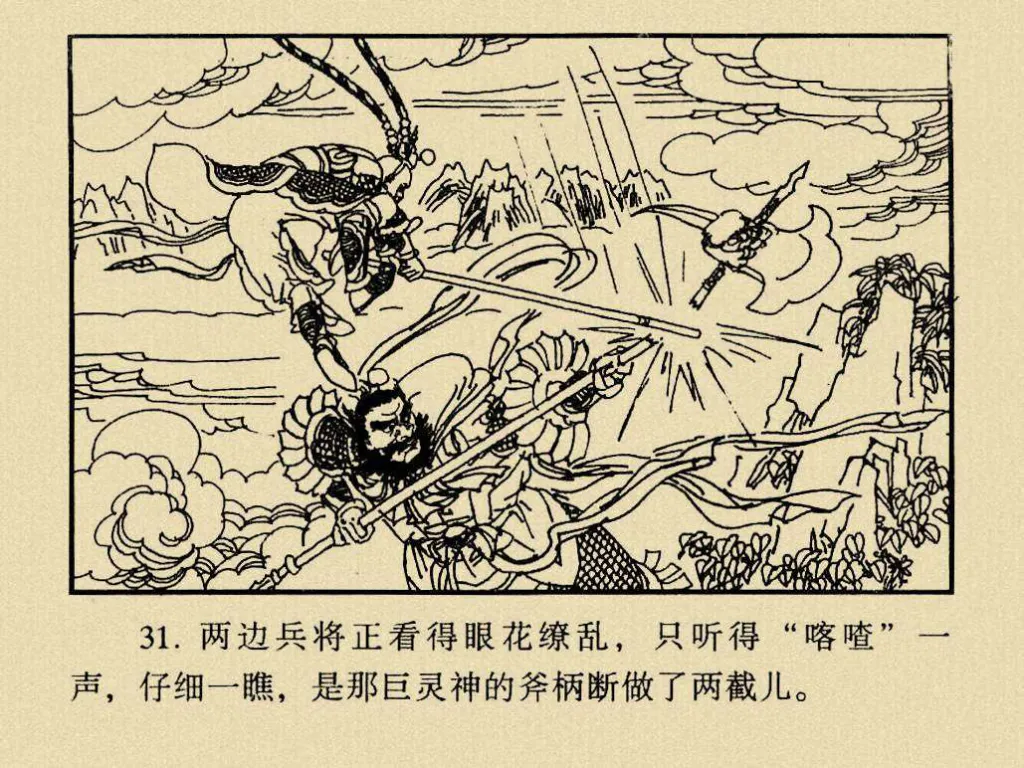 31. 两边兵将正看得眼花缭乱，只听得“喀喳”一
声，仔细一瞧，是那巨灵神的斧柄断做了两截儿。